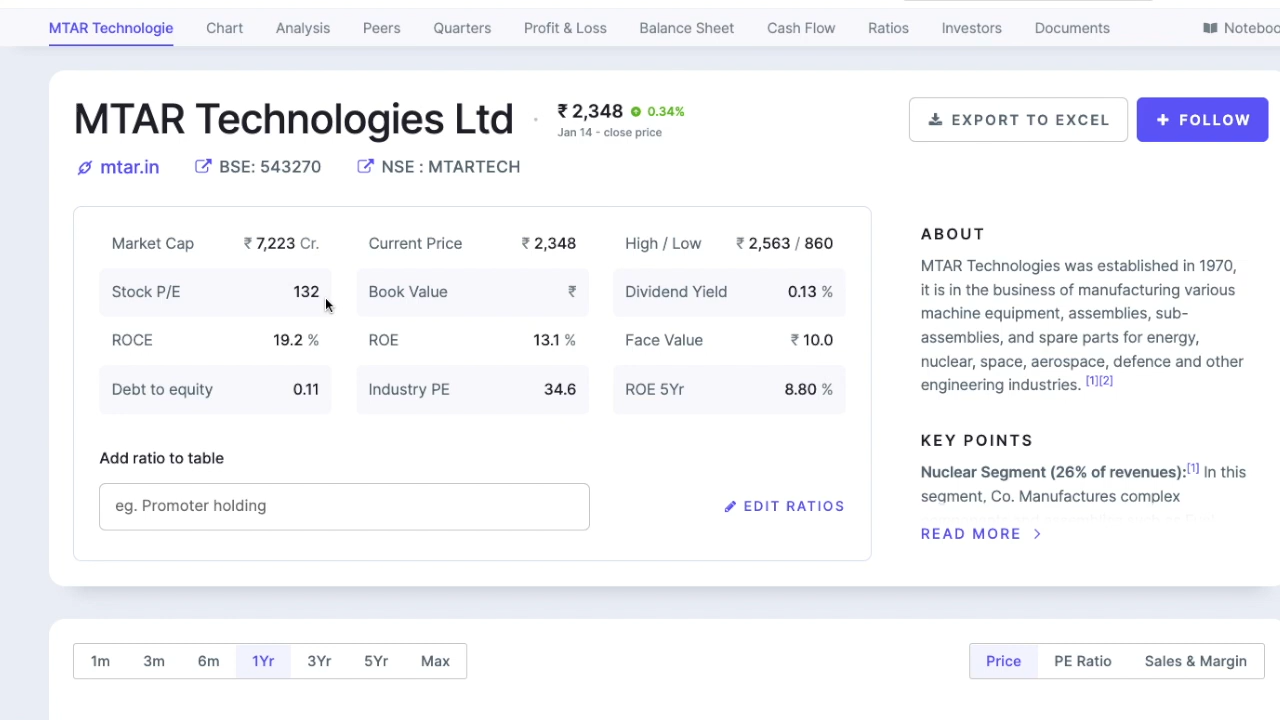 MTAR Technologie Chart Analysis Peers Quarters Profit & Loss Balance Sheet Cash Flow Ratios Investors Documents Noteboo
MTAR Technologies Ltd
₹ 2,348 0.34%
Jan 14 - close price
EXPORT TO EXCEL
+ FOLLOW
mtar.in BSE: 543270 NSE : MTARTECH
Market Cap ₹ 7,223 Cr. Current Price ₹ 2,348 High / Low ₹ 2,563 / 860
Stock P/E 132 Book Value ₹ Dividend Yield 0.13 %
ROCE 19.2 % ROE 13.1 % Face Value ₹ 10.0
Debt to equity 0.11 Industry PE 34.6 ROE 5Yr 8.80 %
Add ratio to table
eg. Promoter holding
EDIT RATIOS
ABOUT
MTAR Technologies was established in 1970,
it is in the business of manufacturing various
machine equipment, assemblies, sub-
assemblies, and spare parts for energy,
nuclear, space, aerospace, defence and other
engineering industries. [1][2]
KEY POINTS
Nuclear Segment (26% of revenues):[1] In this
segment, Co. Manufactures complex
READ MORE >
1m 3m 6m 1Yr 3Yr 5Yr Max
Price PE Ratio Sales & Margin